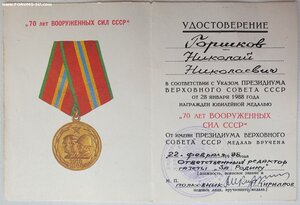 "70 ЛЕТ ВООРУЖЕННЫХ СИЛ СССР"
УДОСТОВЕРЕНИЕ
Горшков
Николай
Николаевич
В СООТВЕТСТВИИ С УКАЗОМ ПРЕЗИДИУМА
ВЕРХОВНОГО СОВЕТА СССР
ОТ 28 ЯНВАРЯ 1988 ГОДА
НАГРАЖДЕН ЮБИЛЕЙНОЙ МЕДАЛЬЮ
"70 ЛЕТ ВООРУЖЕННЫХ
СИЛ СССР"
ОТ ИМЕНИ ПРЕЗИДИУМА ВЕРХОВНОГО
СОВЕТА СССР МЕДАЛЬ ВРУЧЕНА
22 февраля
ОТВЕТСТВЕННЫЙ РЕДАКТОР
ГАЗЕТЫ "За Родину"
М. П.
ПОЛКОВНИК